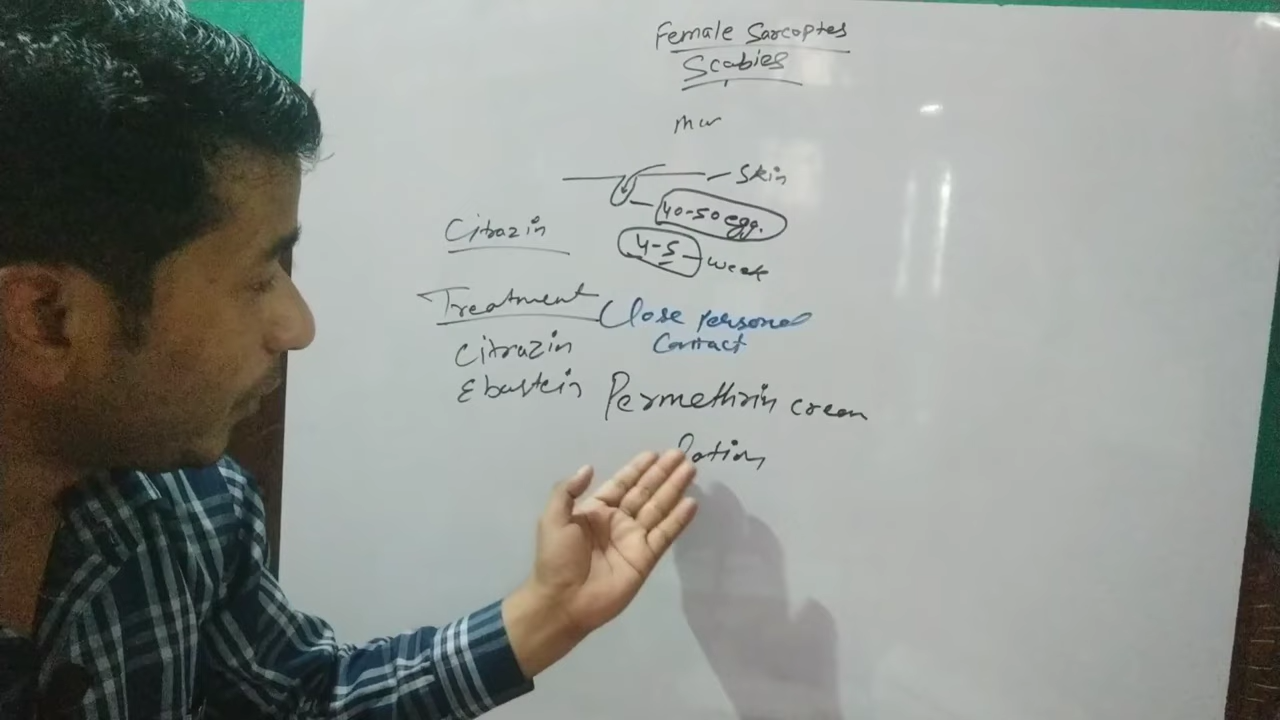 Female Sarcoptes
Scabies
Skin
40-50 egg.
Citrazin
4-5 week
Treatment
Close Personal
Contact
Citrazin
Ebastein
Permethrin cream
lotion